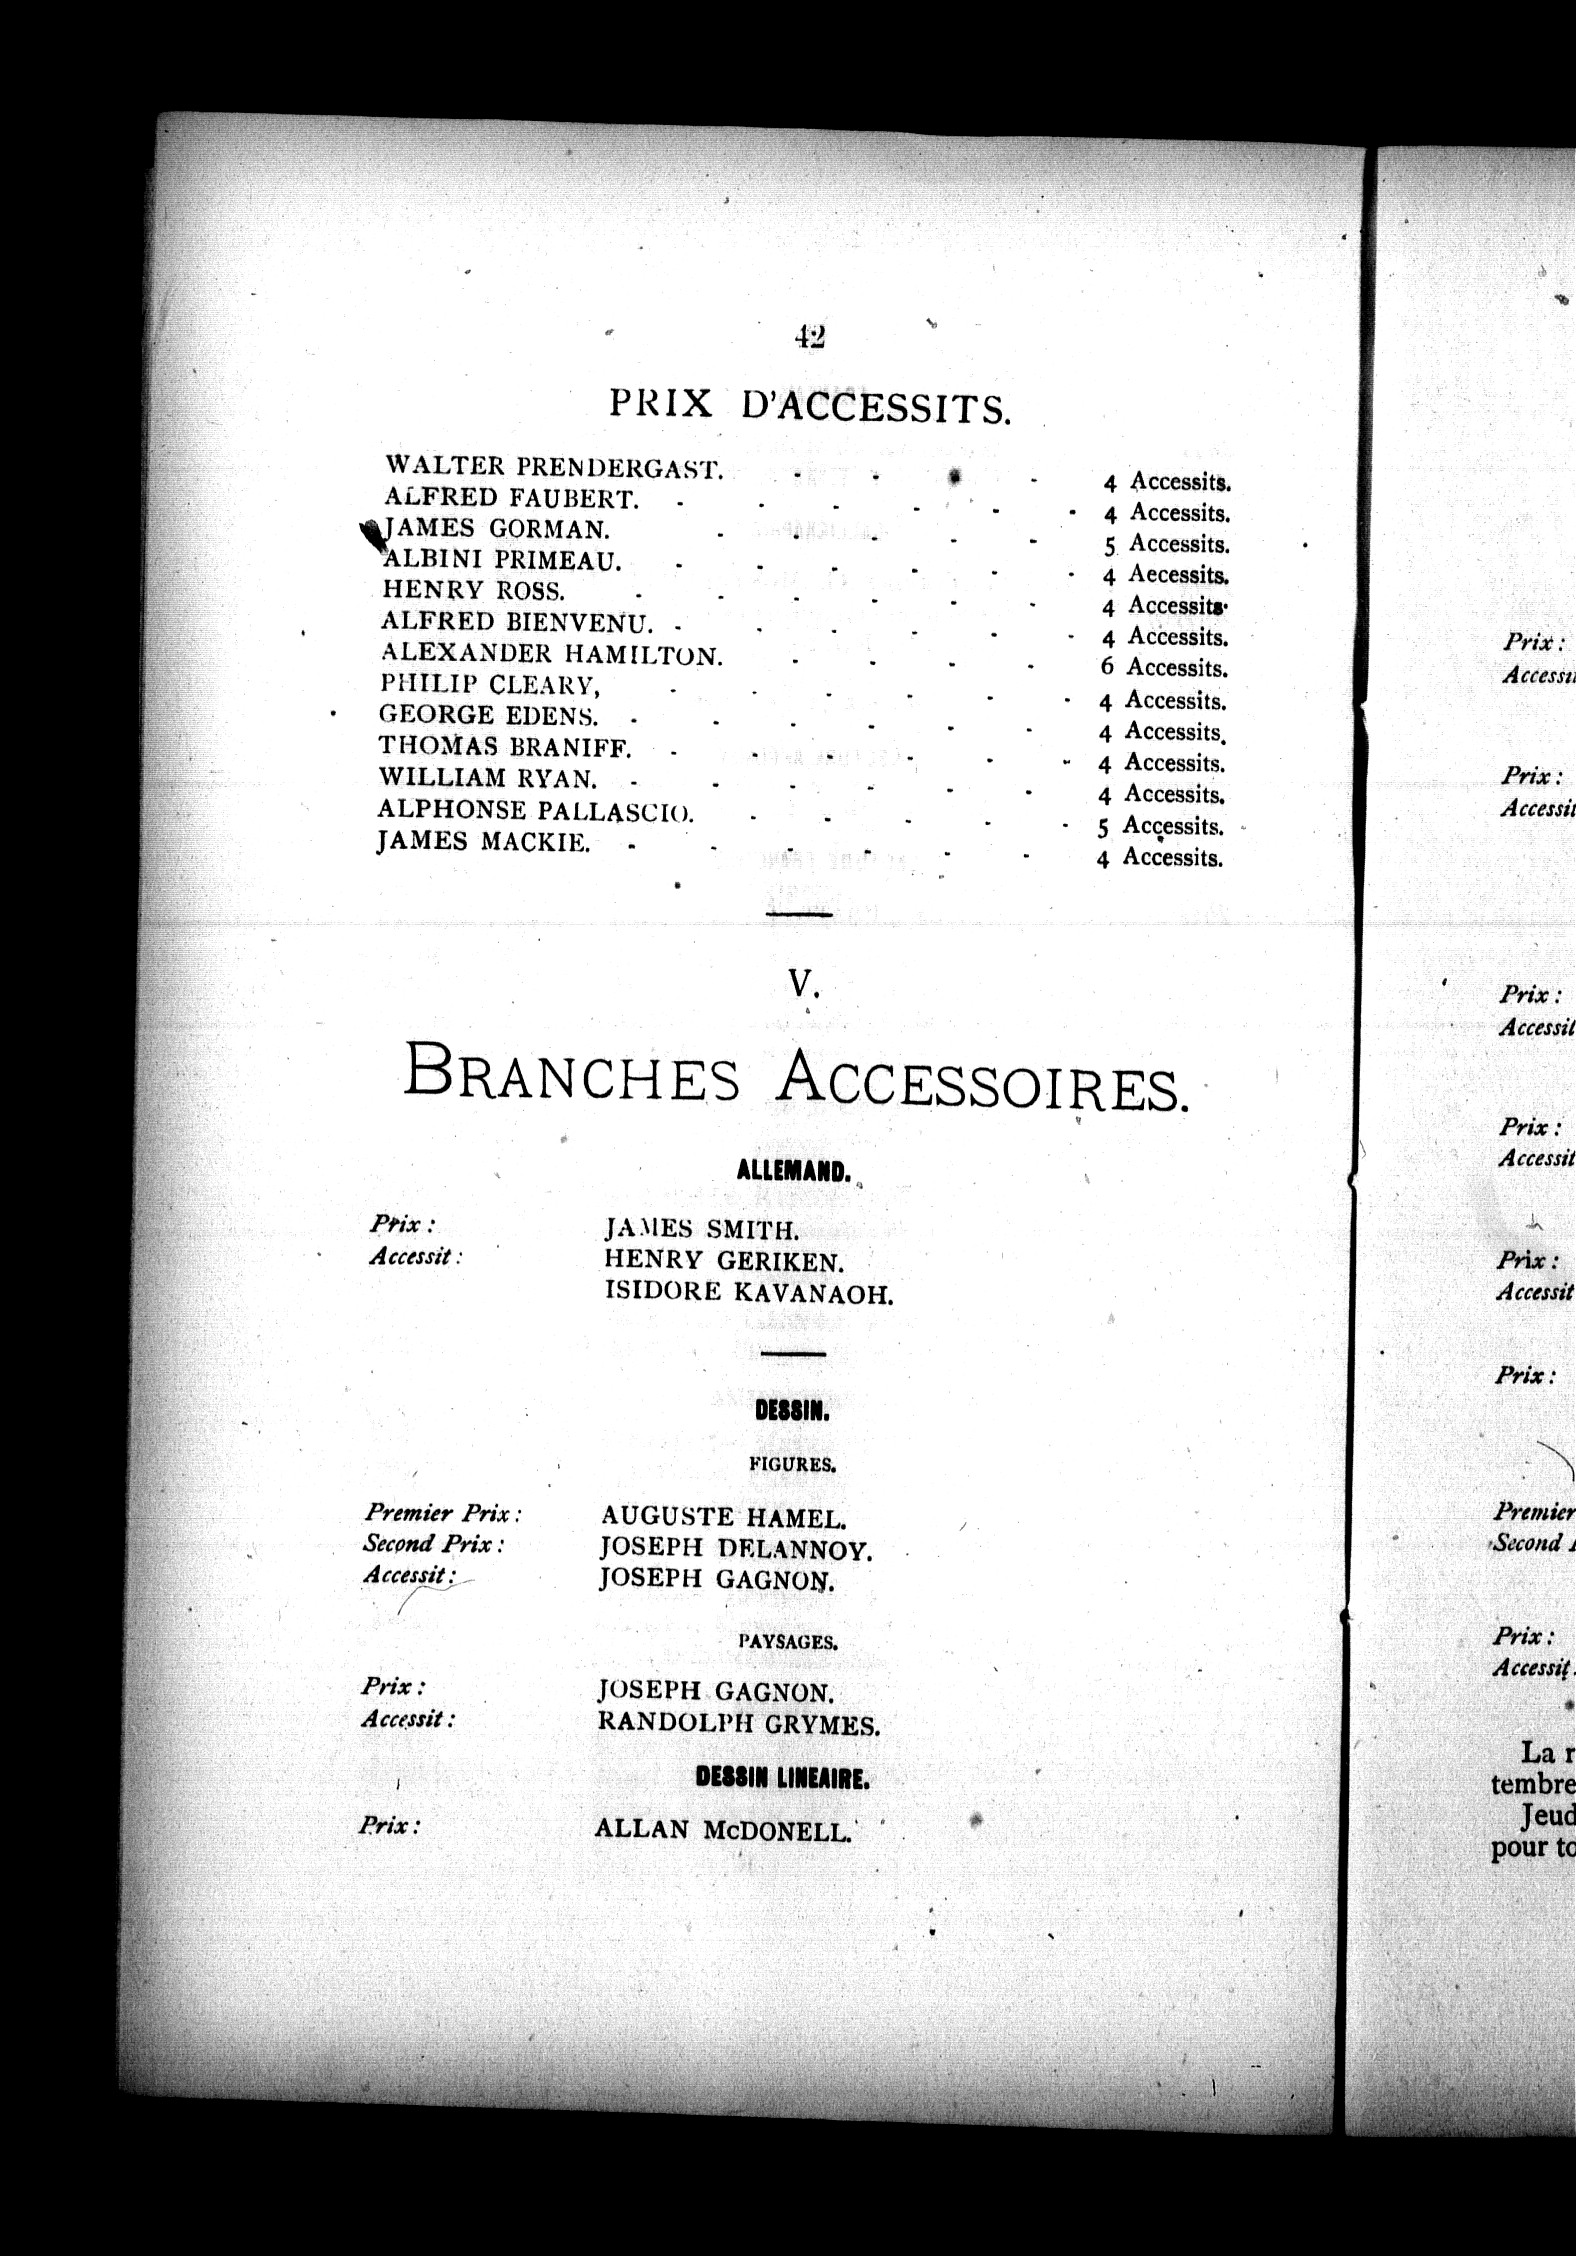 42
PRIX D'ACCESSITS.
WALTER PRENDERGAST. - - - - 4 Accessits.
ALFRED FAUBERT. - - - - - - 4 Accessits.
JAMES GORMAN. - - - - - 5 Accessits.
ALBINI PRIMEAU. - - - - - - 4 Aecessits.
HENRY ROSS. - - - - - - 4 Accessits.
ALFRED BIENVENU. - - - - - - 4 Accessits.
ALEXANDER HAMILTON. - - - - 6 Accessits.
PHILIP CLEARY, - - - - - - 4 Accessits.
GEORGE EDENS. - - - - - - 4 Accessits.
THOMAS BRANIFF. - - - - - - 4 Accessits.
WILLIAM RYAN. - - - - - - 4 Accessits.
ALPHONSE PALLASCIO. - - - - - 5 Accessits.
JAMES MACKIE. - - - - - - 4 Accessits.
V.
BRANCHES ACCESSOIRES.
ALLEMAND.
Prix : JAMES SMITH.
Accessit : HENRY GERIKEN.
ISIDORE KAVANAOH.
DESSIN.
FIGURES.
Premier Prix : AUGUSTE HAMEL.
Second Prix : JOSEPH DELANNOY.
Accessit : JOSEPH GAGNON.
PAYSAGES.
Prix : JOSEPH GAGNON.
Accessit : RANDOLPH GRYMES.
DESSIN LINEAIRE.
Prix : ALLAN McDONELL.
Prix :
Prix :
Prix :
Prix :
Accessit
Prix :
Accessit
Prix :
Premier
Second
Prix :
Accessit
La
tembre
Jeud
pour